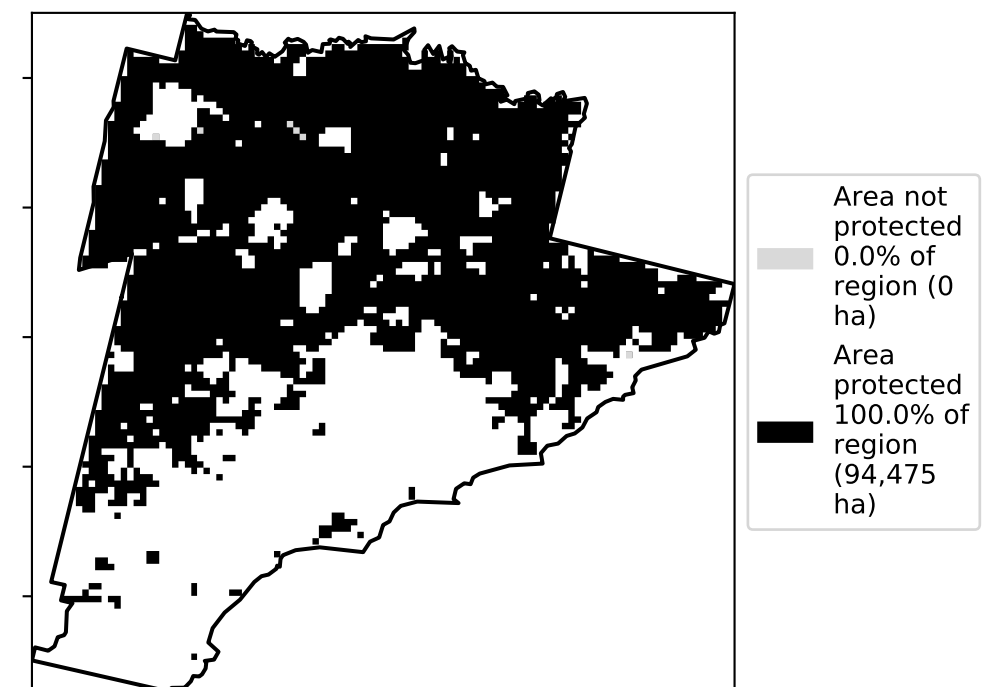 Area not
protected
0.0% of
region (0
ha)
Area
protected
100.0% of
region
(94,475
ha)